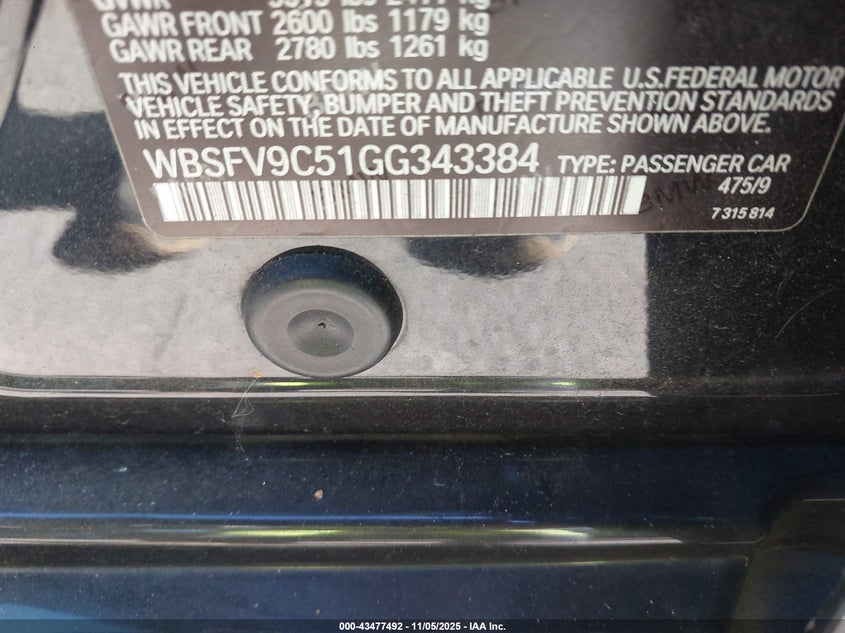 GAWR FRONT 2600 lbs 1179 kg
GAWR REAR 2780 lbs 1261 kg
THIS VEHICLE CONFORMS TO ALL APPLICABLE U.S.FEDERAL MOTOR
VEHICLE SAFETY, BUMPER AND THEFT PREVENTION STANDARDS
IN EFFECT ON THE DATE OF MANUFACTURE SHOWN ABOVE.
WBSFV9C51GG343384 TYPE: PASSENGER CAR
475/9
7 315 814
000-43477492 - 11/05/2025 - IAA Inc.